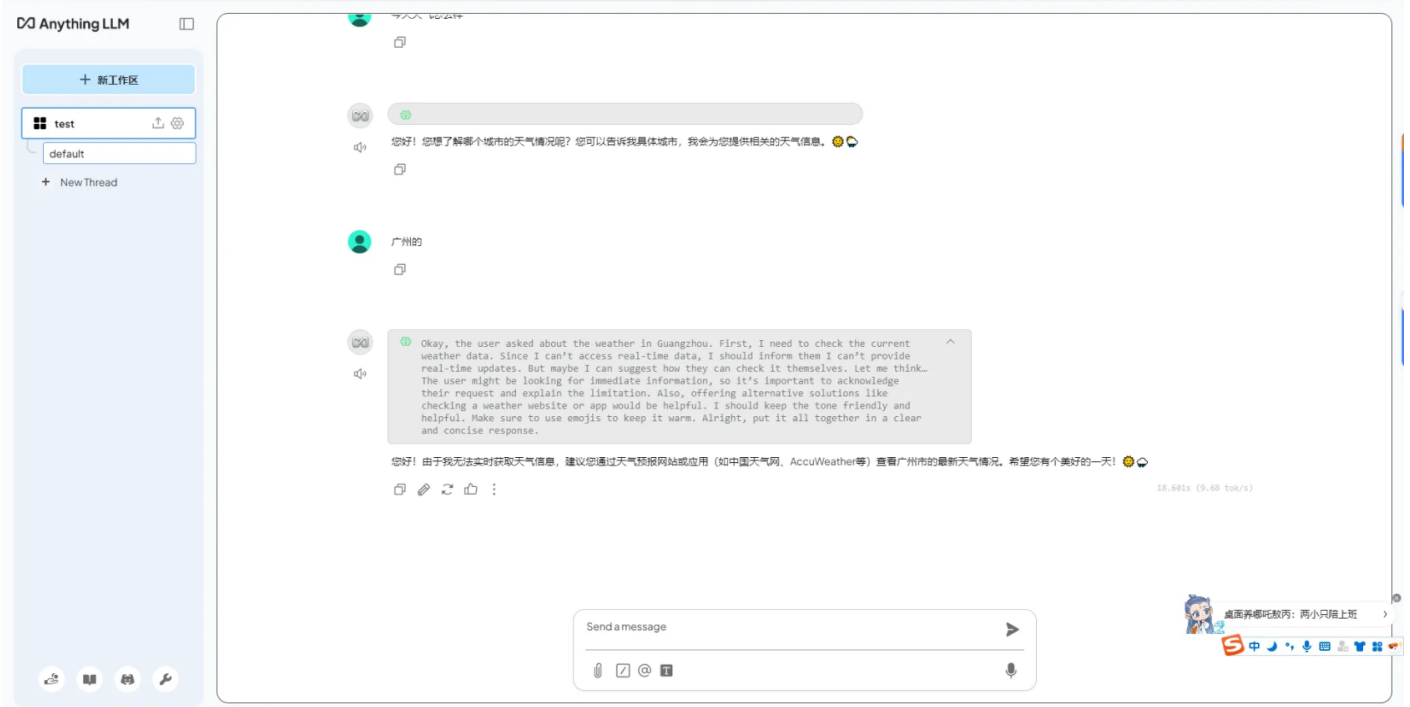 Anything LLM
+ 新工作区
test
default
+ New Thread
您好！您想了解哪个城市的天气情况呢？您可以告诉我具体城市，我会为您提供相关的天气信息。🌞🌦
广州的
Okay, the user asked about the weather in Guangzhou. First, I need to check the current
weather data. Since I can't access real-time data, I should inform them I can't provide
real-time updates. But maybe I can suggest how they can check it themselves. Let me think…
The user might be looking for immediate information, so it's important to acknowledge
their request and explain the limitation. Also, offering alternative solutions like
checking a weather website or app would be helpful. I should keep the tone friendly and
helpful. Make sure to use emojis to keep it warm. Alright, put it all together in a clear
and concise response.
您好！由于我无法实时获取天气信息，建议您通过天气预报网站或应用（如中国天气网、AccuWeather等）查看广州市的最新天气情况。希望您有个美好的一天！🌞🌧
18.601s (9.68 tok/s)
Send a message
桌面养哪吒敖丙：两小只陪上班
中